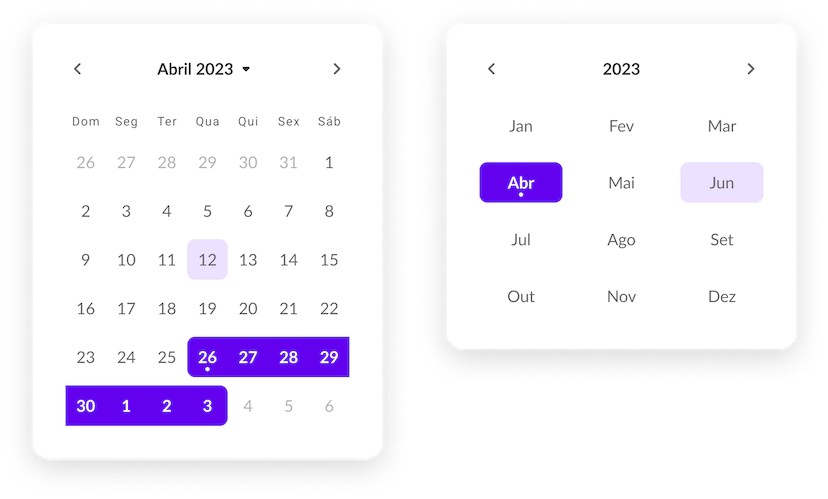 Abril 2023
Dom Seg Ter Qua Qui Sex Sáb
26 27 28 29 30 31 1
2 3 4 5 6 7 8
9 10 11 12 13 14 15
16 17 18 19 20 21 22
23 24 25 26 27 28 29
30 1 2 3 4 5 6
2023
Jan Fev Mar
Abr Mai Jun
Jul Ago Set
Out Nov Dez